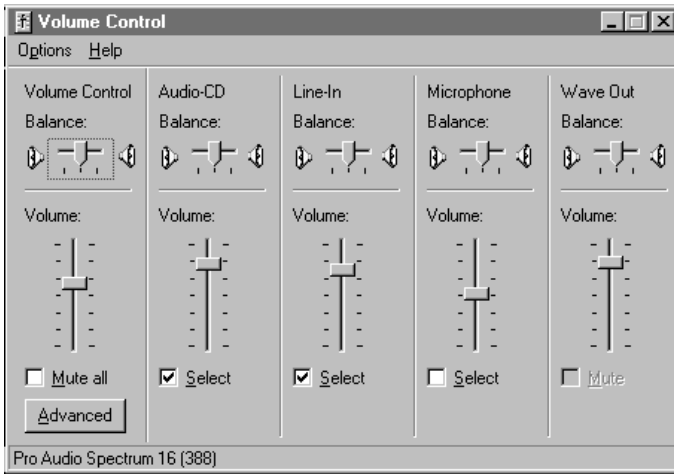 Volume Control
Options Help
Volume Control Audio-CD Line-In Microphone Wave Out
Balance: Balance: Balance: Balance: Balance:
Volume: Volume: Volume: Volume: Volume:
Mute all Select Select Select Mute
Advanced
Pro Audio Spectrum 16 (388)